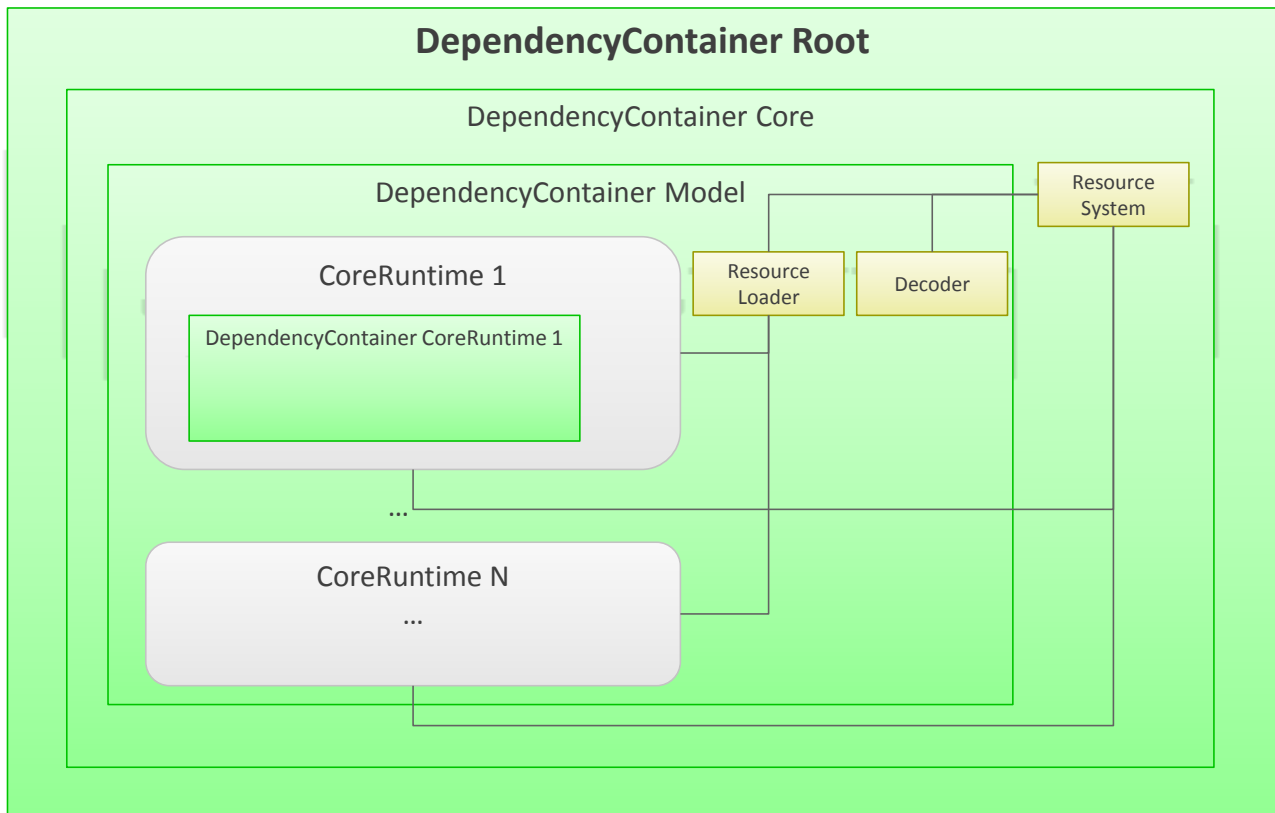 DependencyContainer Root
DependencyContainer Core
DependencyContainer Model
Resource
System
CoreRuntime 1
Resource
Loader
Decoder
DependencyContainer CoreRuntime 1
...
CoreRuntime N
...